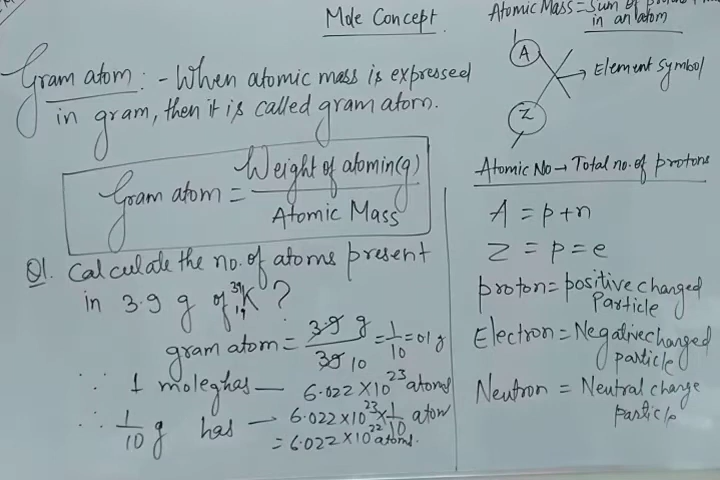 Mole Concept
Gram atom :- When atomic mass is expressed
in gram, then it is called gram atom.
Gram atom = Weight of atom in (g)
Atomic Mass
Q1. Calculate the no. of atoms present
in 3.9 g of 39 19 K ?
gram atom = 3.9 g / 39 10 = 1/10 = 01 g
∵ 1 mole g has — 6.022 × 10^23 atoms
∴ 1/10 g has → 6.022 × 10^23 × 1/10 atom
= 6.022 × 10^22 atoms.
Atomic Mass = Sum of
in an atom
A
→ Element symbol
Z
Atomic No → Total no. of protons
A = p + n
Z = p = e
proton = positive charged
Particle
Electron = Negative charged
particle
Neutron = Neutral charge
particle